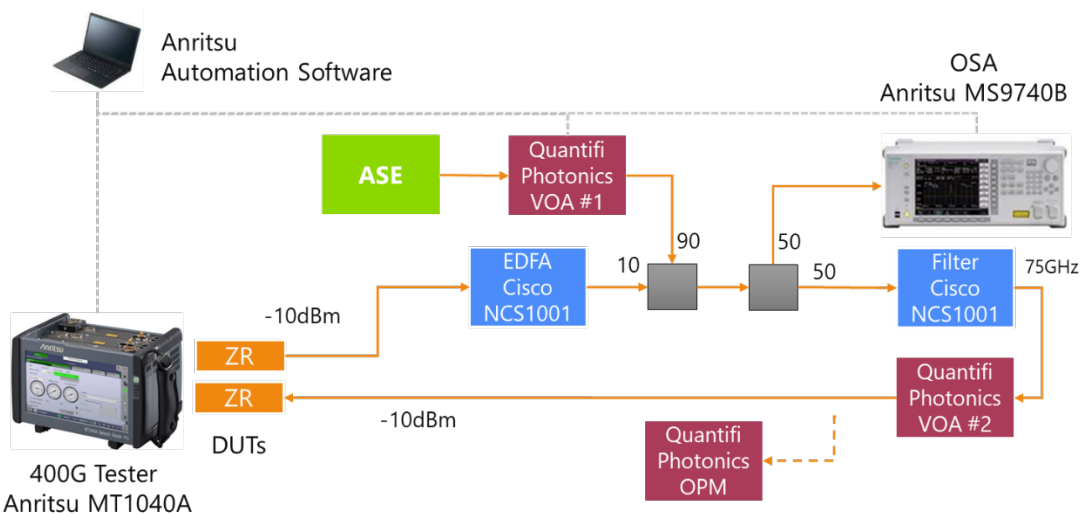 Anritsu
Automation Software
OSA
Anritsu MS9740B
ASE
Quantifi
Photonics
VOA #1
90
50
10
50
EDFA
Cisco
NCS1001
Filter
Cisco
NCS1001
75GHz
-10dBm
Anritsu
ZR
ZR
-10dBm
DUTs
Quantifi
Photonics
VOA #2
Quantifi
Photonics
OPM
400G Tester
Anritsu MT1040A